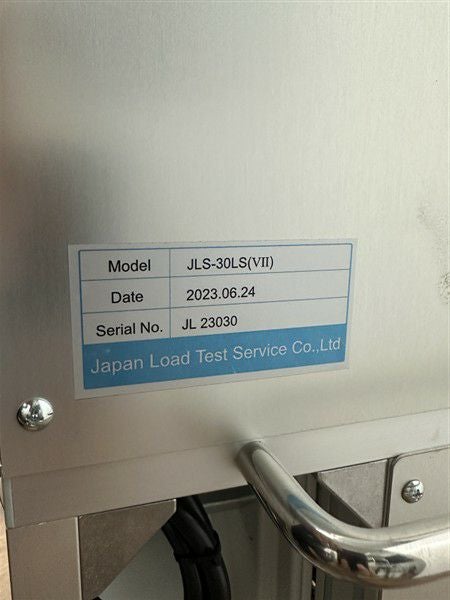 Model JLS-30LS(VII)
Date 2023.06.24
Serial No. JL 23030
Japan Load Test Service Co.,Ltd